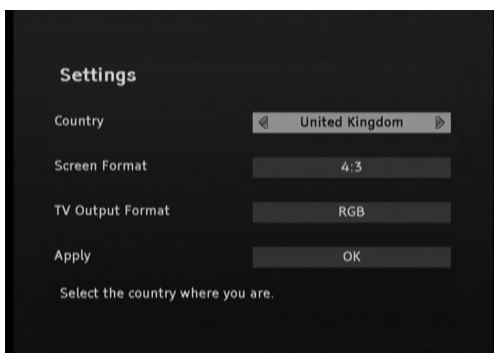 Settings
Country United Kingdom
Screen Format 4:3
TV Output Format RGB
Apply OK
Select the country where you are.